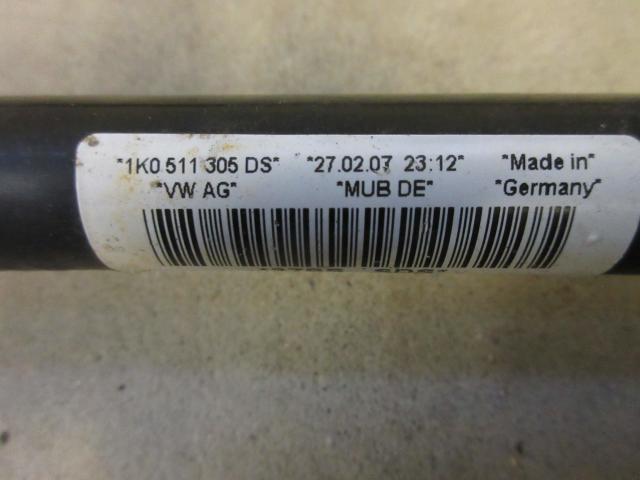 "1K0 511 305 DS" "27.02.07 23:12" "Made in"
"VW AG" "MUB DE" "Germany"